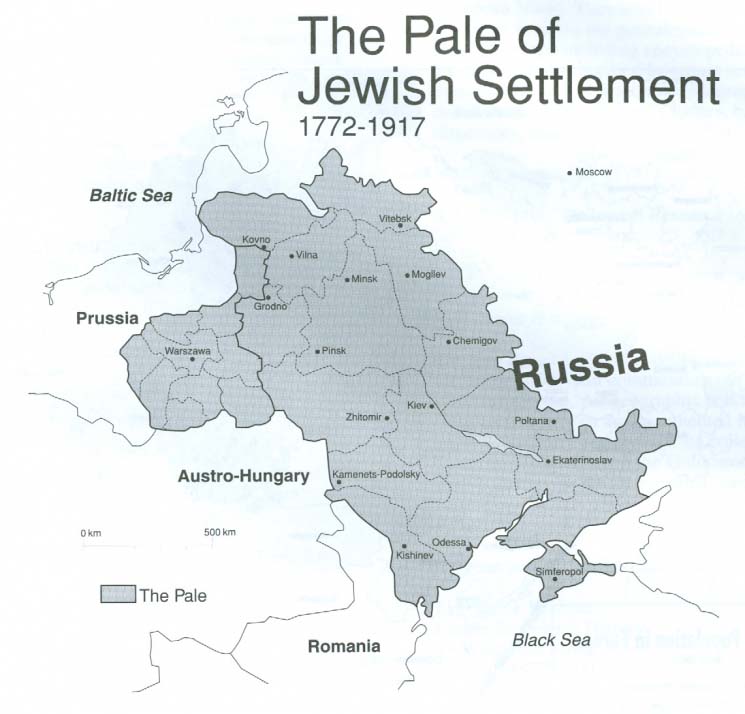 The Pale of
Jewish Settlement
1772-1917
Moscow
Baltic Sea
Vitebsk
Kovno
Vilna
Mogilev
Minsk
Grodno
Prussia
Chernigov
Warszawa
Pinsk
Russia
Kiev
Zhitomir
Poltana
Ekaterinoslav
Austro-Hungary
Kamenets-Podolsky
0 km
500 km
Odessa
Kishinev
Simferopol
The Pale
Romania
Black Sea